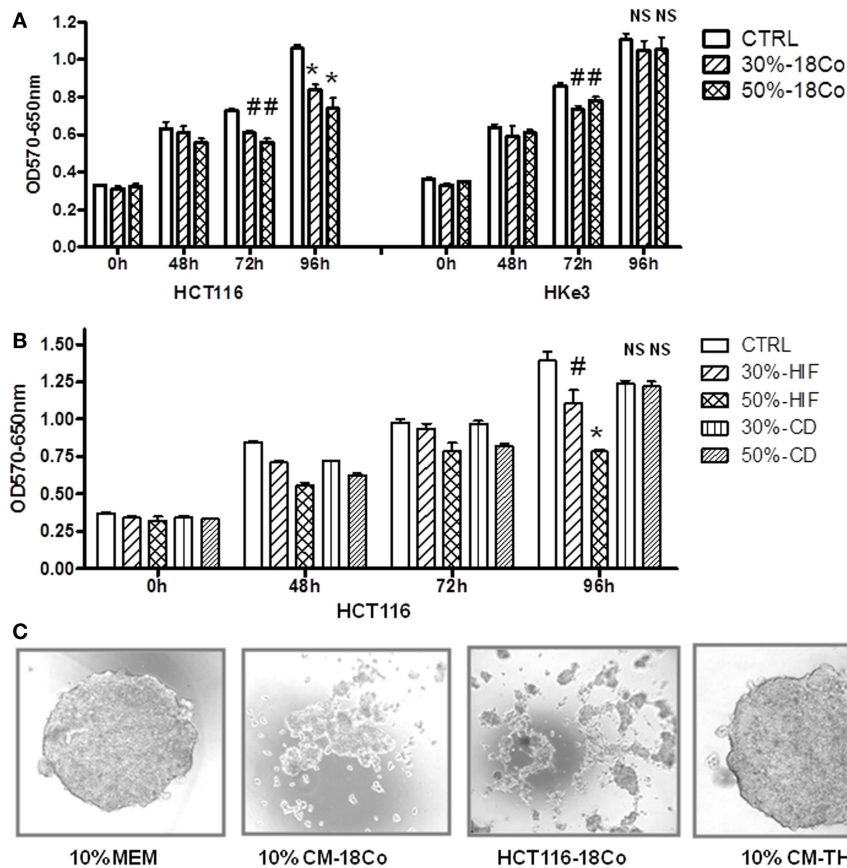 A
NS NS
CTRL
30%-18Co
50%-18Co
1.2
1.0
0.8
0.6
0.4
0.2
0.0
OD570-650nm
##
* *
##
0h 48h 72h 96h 0h 48h 72h 96h
HCT116 HKe3
B
NS NS
CTRL
30%-HIF
50%-HIF
30%-CD
50%-CD
1.50
1.25
1.00
0.75
0.50
0.25
0.00
OD570-650nm
#
*
0h 48h 72h 96h
HCT116
C
10% MEM 10% CM-18Co HCT116-18Co 10% CM-TH